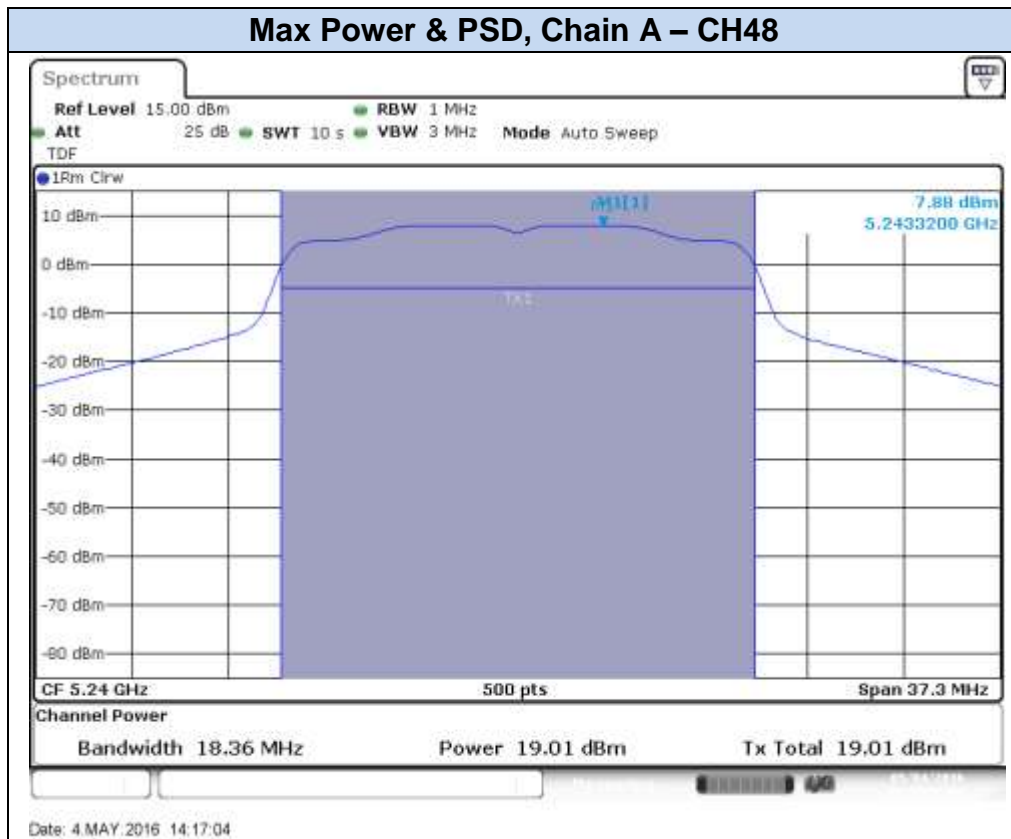 Max Power & PSD, Chain A – CH48
Spectrum
Ref Level 15.00 dBm RBW 1 MHz
Att 25 dB SWT 10 s VBW 3 MHz Mode Auto Sweep
TDF
1Rm Clrw
M1[1] 7.88 dBm
5.2433200 GHz
10 dBm
0 dBm
-10 dBm
-20 dBm
-30 dBm
-40 dBm
-50 dBm
-60 dBm
-70 dBm
-80 dBm
CF 5.24 GHz 500 pts Span 37.3 MHz
Channel Power
Bandwidth 18.36 MHz Power 19.01 dBm Tx Total 19.01 dBm
Date: 4.MAY.2016 14:17:04